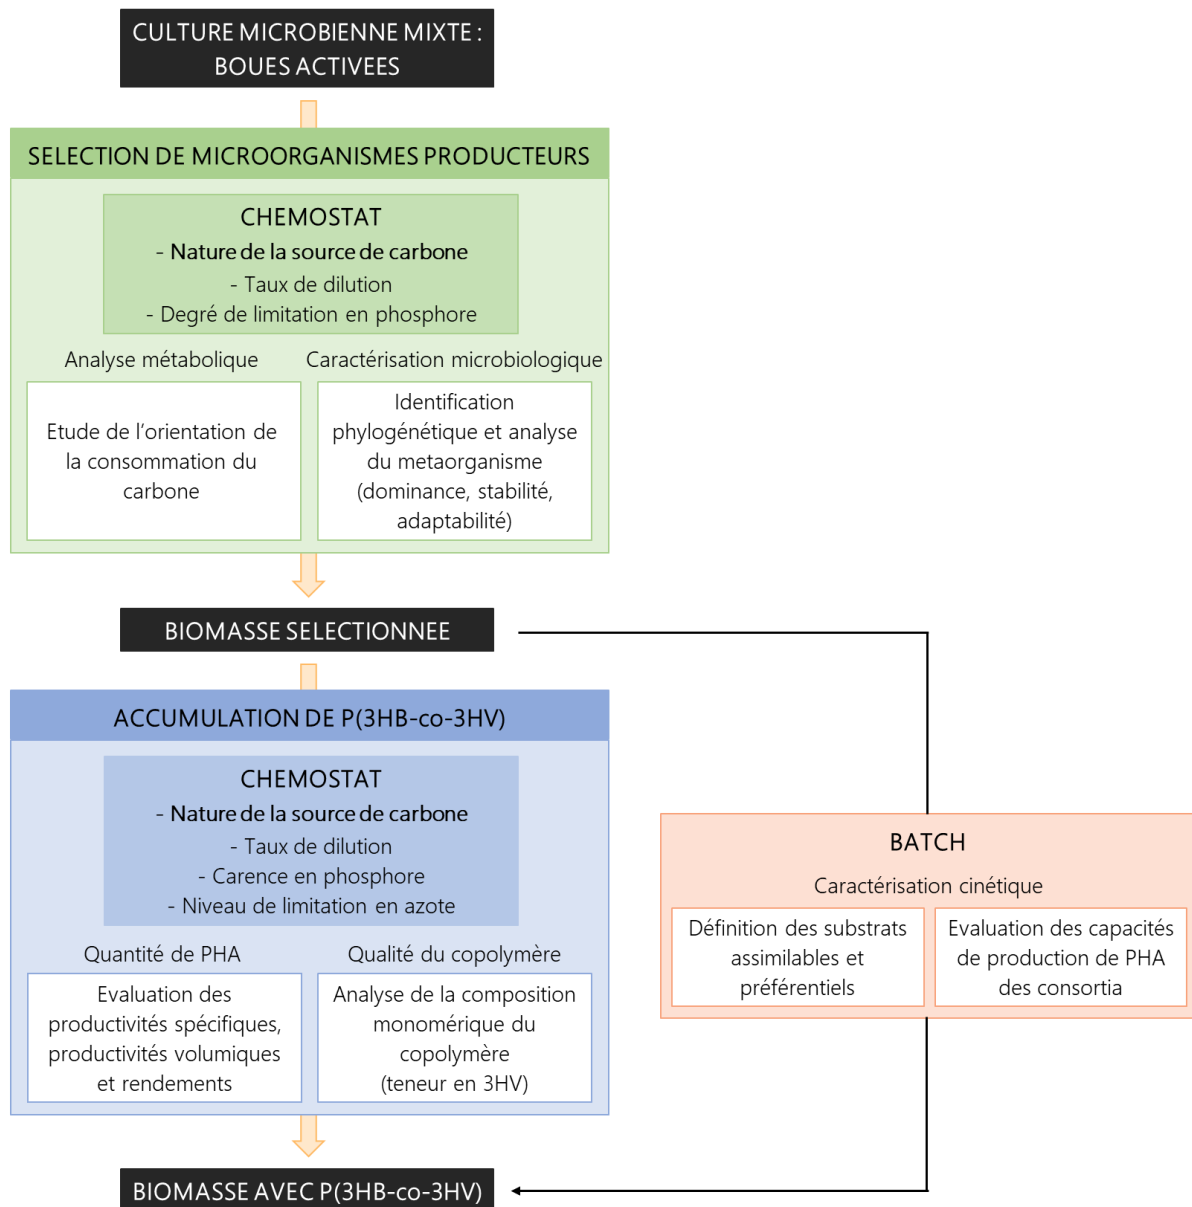 CULTURE MICROBIENNE MIXTE :
BOUES ACTIVEES
SELECTION DE MICROORGANISMES PRODUCTEURS
CHEMOSTAT
- Nature de la source de carbone
- Taux de dilution
- Degré de limitation en phosphore
Analyse métabolique
Etude de l'orientation de
la consommation du
carbone
Caractérisation microbiologique
Identification
phylogénétique et analyse
du metaorganisme
(dominance, stabilité,
adaptabilité)
BIOMASSE SELECTIONNEE
ACCUMULATION DE P(3HB-co-3HV)
CHEMOSTAT
- Nature de la source de carbone
- Taux de dilution
- Carence en phosphore
- Niveau de limitation en azote
Quantité de PHA
Evaluation des
productivités spécifiques,
productivités volumiques
et rendements
Qualité du copolymère
Analyse de la composition
monomérique du
copolymère
(teneur en 3HV)
BATCH
Caractérisation cinétique
Définition des substrats
assimilables et
préférentiels
Evaluation des capacités
de production de PHA
des consortia
BIOMASSE AVEC P(3HB-co-3HV)